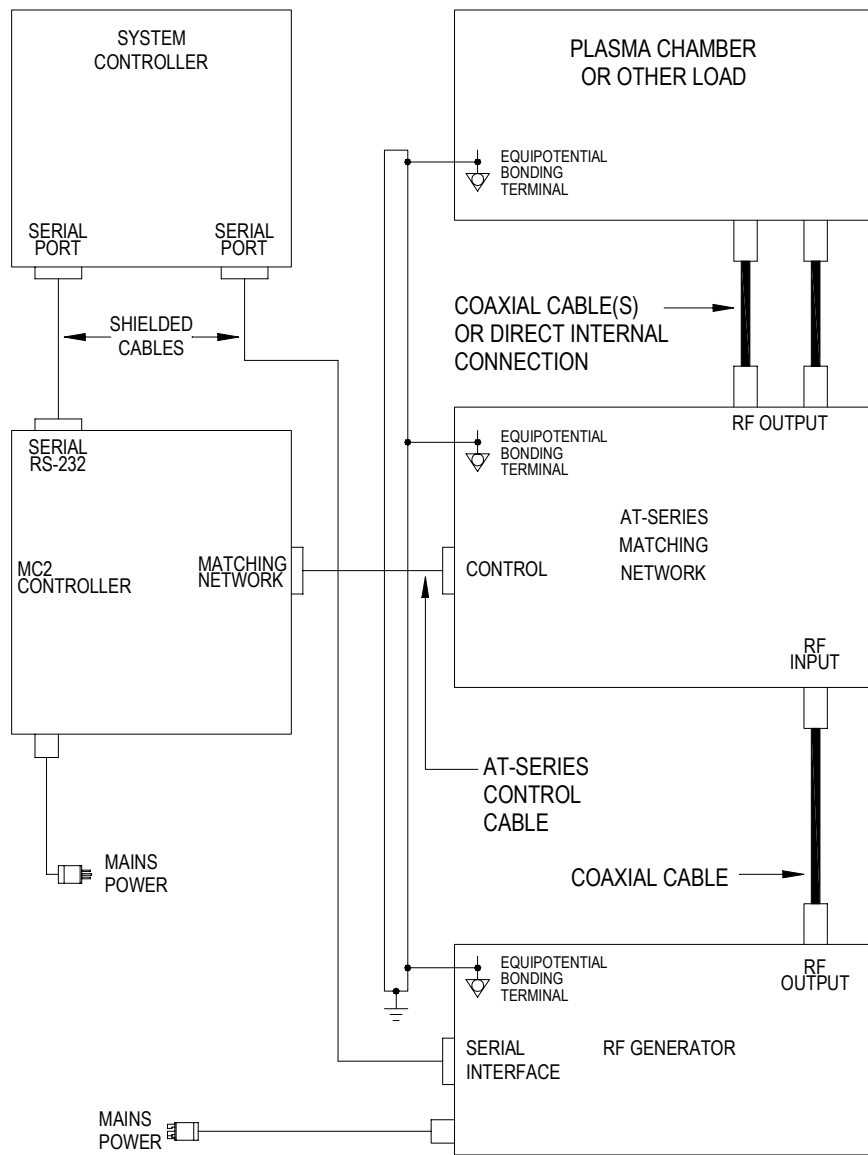 SYSTEM
CONTROLLER
SERIAL
PORT
SERIAL
PORT
SHIELDED
CABLES
SERIAL
RS-232
MC2
CONTROLLER
MATCHING
NETWORK
MAINS
POWER
PLASMA CHAMBER
OR OTHER LOAD
EQUIPOTENTIAL
BONDING
TERMINAL
COAXIAL CABLE(S)
OR DIRECT INTERNAL
CONNECTION
RF OUTPUT
EQUIPOTENTIAL
BONDING
TERMINAL
AT-SERIES
MATCHING
NETWORK
CONTROL
RF
INPUT
AT-SERIES
CONTROL
CABLE
COAXIAL CABLE
EQUIPOTENTIAL
BONDING
TERMINAL
RF
OUTPUT
SERIAL
INTERFACE
RF GENERATOR
MAINS
POWER